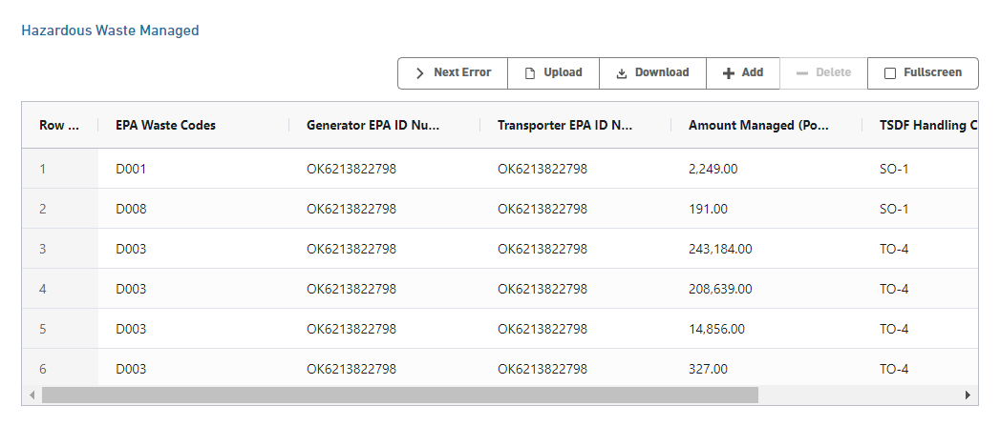 Hazardous Waste Managed
Next Error Upload Download Add Delete Fullscreen
Row ... EPA Waste Codes Generator EPA ID Nu... Transporter EPA ID N... Amount Managed (Po... TSDF Handling C
1 D001 OK6213822798 OK6213822798 2,249.00 SO-1
2 D008 OK6213822798 OK6213822798 191.00 SO-1
3 D003 OK6213822798 OK6213822798 243,184.00 TO-4
4 D003 OK6213822798 OK6213822798 208,639.00 TO-4
5 D003 OK6213822798 OK6213822798 14,856.00 TO-4
6 D003 OK6213822798 OK6213822798 327.00 TO-4